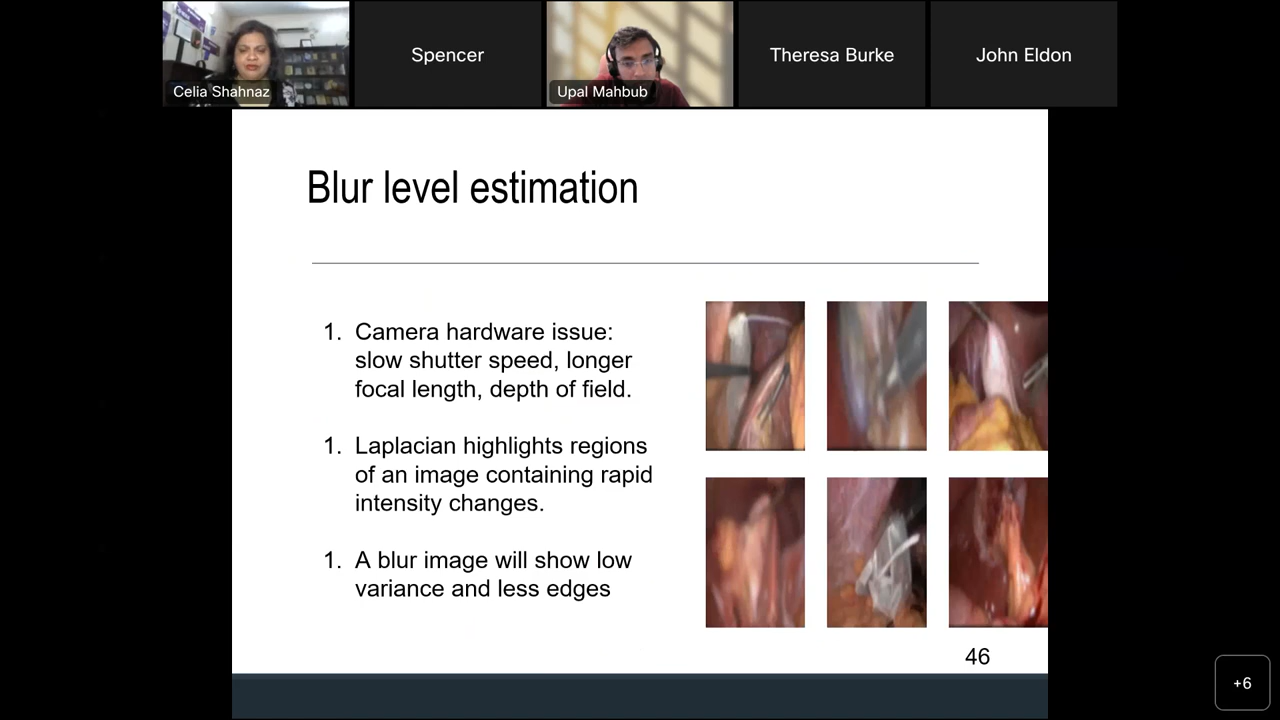 Celia Shahnaz
Spencer
Upal Mahbub
Theresa Burke
John Eldon
Blur level estimation
1. Camera hardware issue:
slow shutter speed, longer
focal length, depth of field.
1. Laplacian highlights regions
of an image containing rapid
intensity changes.
1. A blur image will show low
variance and less edges
46
+6